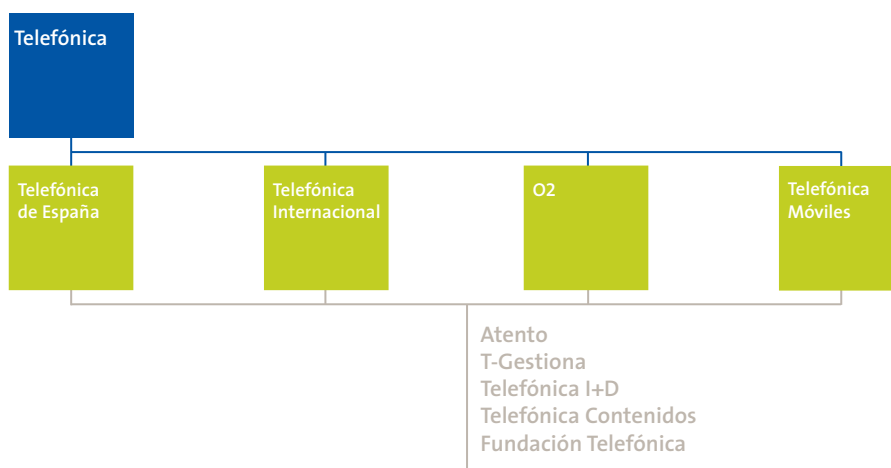 Telefónica
Telefónica
de España
Telefónica
Internacional
O2
Telefónica
Móviles
Atento
T-Gestiona
Telefónica I+D
Telefónica Contenidos
Fundación Telefónica